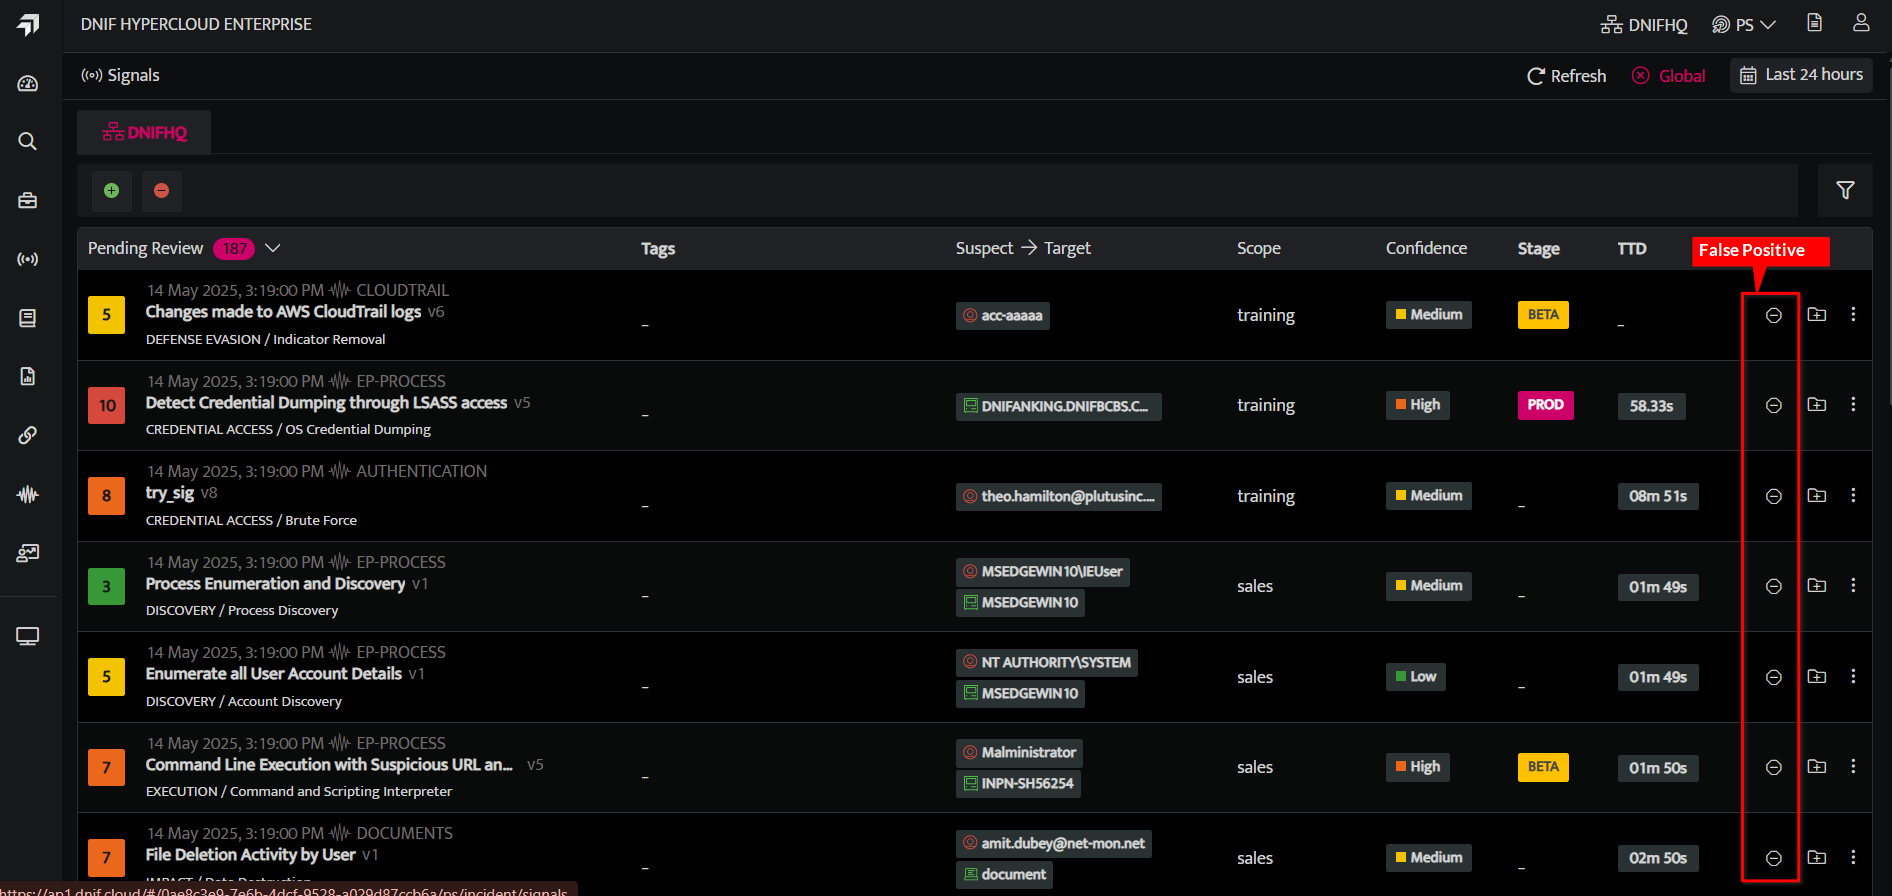 DNIF HYPERCLOUD ENTERPRISE
DNIFHQ PS
Signals
Refresh Global Last 24 hours
DNIFHQ
Pending Review 187 Tags Suspect → Target Scope Confidence Stage TTD
False Positive
14 May 2025, 3:19:00 PM CLOUDTRAIL
5 Changes made to AWS CloudTrail logs v6 _ acc-aaaaa training Medium BETA _
DEFENSE EVASION / Indicator Removal
14 May 2025, 3:19:00 PM EP-PROCESS
10 Detect Credential Dumping through LSASS access v5 _ DNIFANKING.DNIFBCBS.C... training High PROD 58.33s
CREDENTIAL ACCESS / OS Credential Dumping
14 May 2025, 3:19:00 PM AUTHENTICATION
8 try_sig v8 _ theo.hamilton@plutusinc.... training Medium _ 08m 51s
CREDENTIAL ACCESS / Brute Force
14 May 2025, 3:19:00 PM EP-PROCESS
MSEDGEWIN10\IEUser
3 Process Enumeration and Discovery v1 _ sales Medium _ 01m 49s
MSEDGEWIN10
DISCOVERY / Process Discovery
14 May 2025, 3:19:00 PM EP-PROCESS
NT AUTHORITY\SYSTEM
5 Enumerate all User Account Details v1 _ sales Low _ 01m 49s
MSEDGEWIN10
DISCOVERY / Account Discovery
14 May 2025, 3:19:00 PM EP-PROCESS
Malministrator
7 Command Line Execution with Suspicious URL an... v5 _ sales High BETA 01m 50s
INPN-SH56254
EXECUTION / Command and Scripting Interpreter
14 May 2025, 3:19:00 PM DOCUMENTS
amit.dubey@net-mon.net
7 File Deletion Activity by User v1 _ sales Medium _ 02m 50s
document
IMPACT / Data Destruction
https://ap1.dnif.cloud/#/0ae8c3e9-7e6b-4dcf-9528-a029d87ccb6a/ps/incident/signals